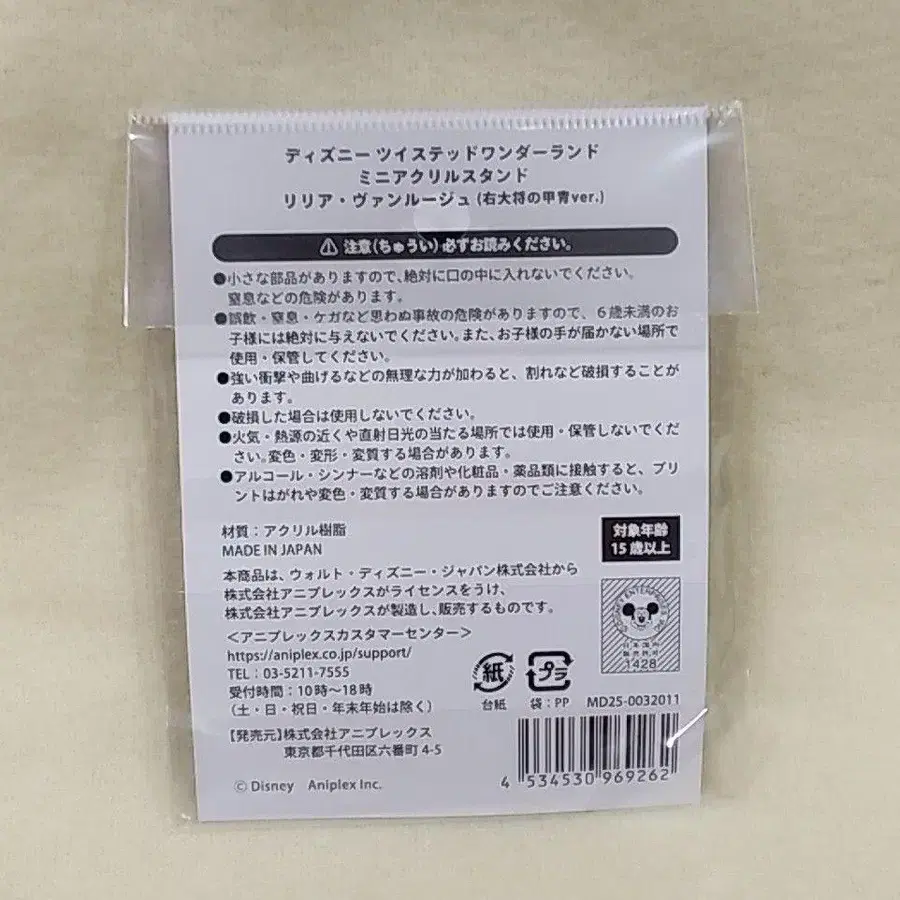 ディズニー ツイステッドワンダーランド
ミニアクリルスタンド
リリア・ヴァンルージュ (右大将の甲冑ver.)
注意(ちゅうい)必ずお読みください。
●小さな部品がありますので、絶対に口の中に入れないでください。
窒息などの危険があります。
●誤飲・窒息・ケガなど思わぬ事故の危険がありますので、6歳未満のお
子様には絶対に与えないでください。また、お子様の手が届かない場所で
使用・保管してください。
●強い衝撃や曲げるなどの無理な力が加わると、割れなど破損することが
あります。
●破損した場合は使用しないでください。
●火気・熱源の近くや直射日光の当たる場所では使用・保管しないでくだ
さい。変色・変形・変質する場合があります。
●アルコール・シンナーなどの溶剤や化粧品・薬品類に接触すると、プリ
ントはがれや変色・変質する場合がありますのでご注意ください。
材質：アクリル樹脂
MADE IN JAPAN
対象年齢
15歳以上
本商品は、ウォルト・ディズニー・ジャパン株式会社から
株式会社アニプレックスがライセンスをうけ、
株式会社アニプレックスが製造し、販売するものです。
<アニプレックスカスタマーセンター>
https://aniplex.co.jp/support/
TEL：03-5211-7555
受付時間：10時～18時
(土・日・祝日・年末年始は除く)
【発売元】株式会社アニプレックス
東京都千代田区六番町 4-5
© Disney Aniplex Inc.
紙
台紙
プラ
袋：PP
日本国内
販売許可
1428
MD25-0032011
4 534530 969262